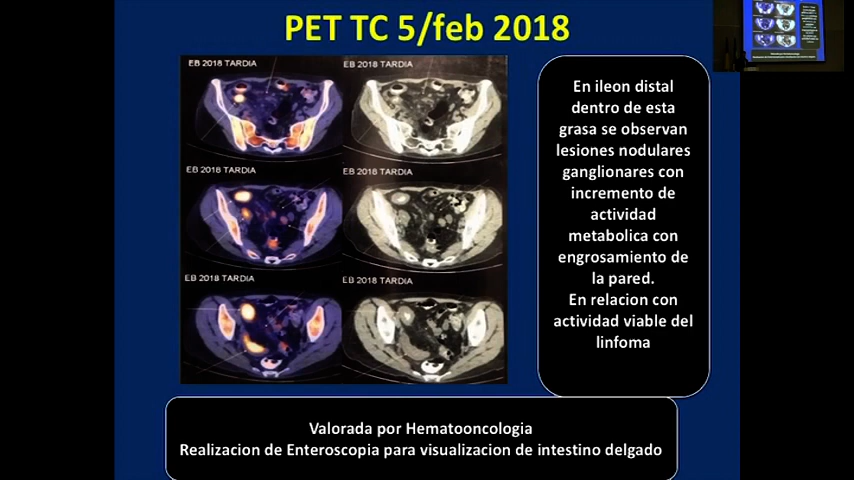 PET TC 5/feb 2018
EB 2018 TARDIA
EB 2018 TARDIA
EB 2018 TARDIA
EB 2018 TARDIA
EB 2018 TARDIA
EB 2018 TARDIA
En ileon distal
dentro de esta
grasa se observan
lesiones nodulares
ganglionares con
incremento de
actividad
metabolica con
engrosamiento de
la pared.
En relacion con
actividad viable del
linfoma
Valorada por Hematooncologia
Realizacion de Enteroscopia para visualizacion de intestino delgado